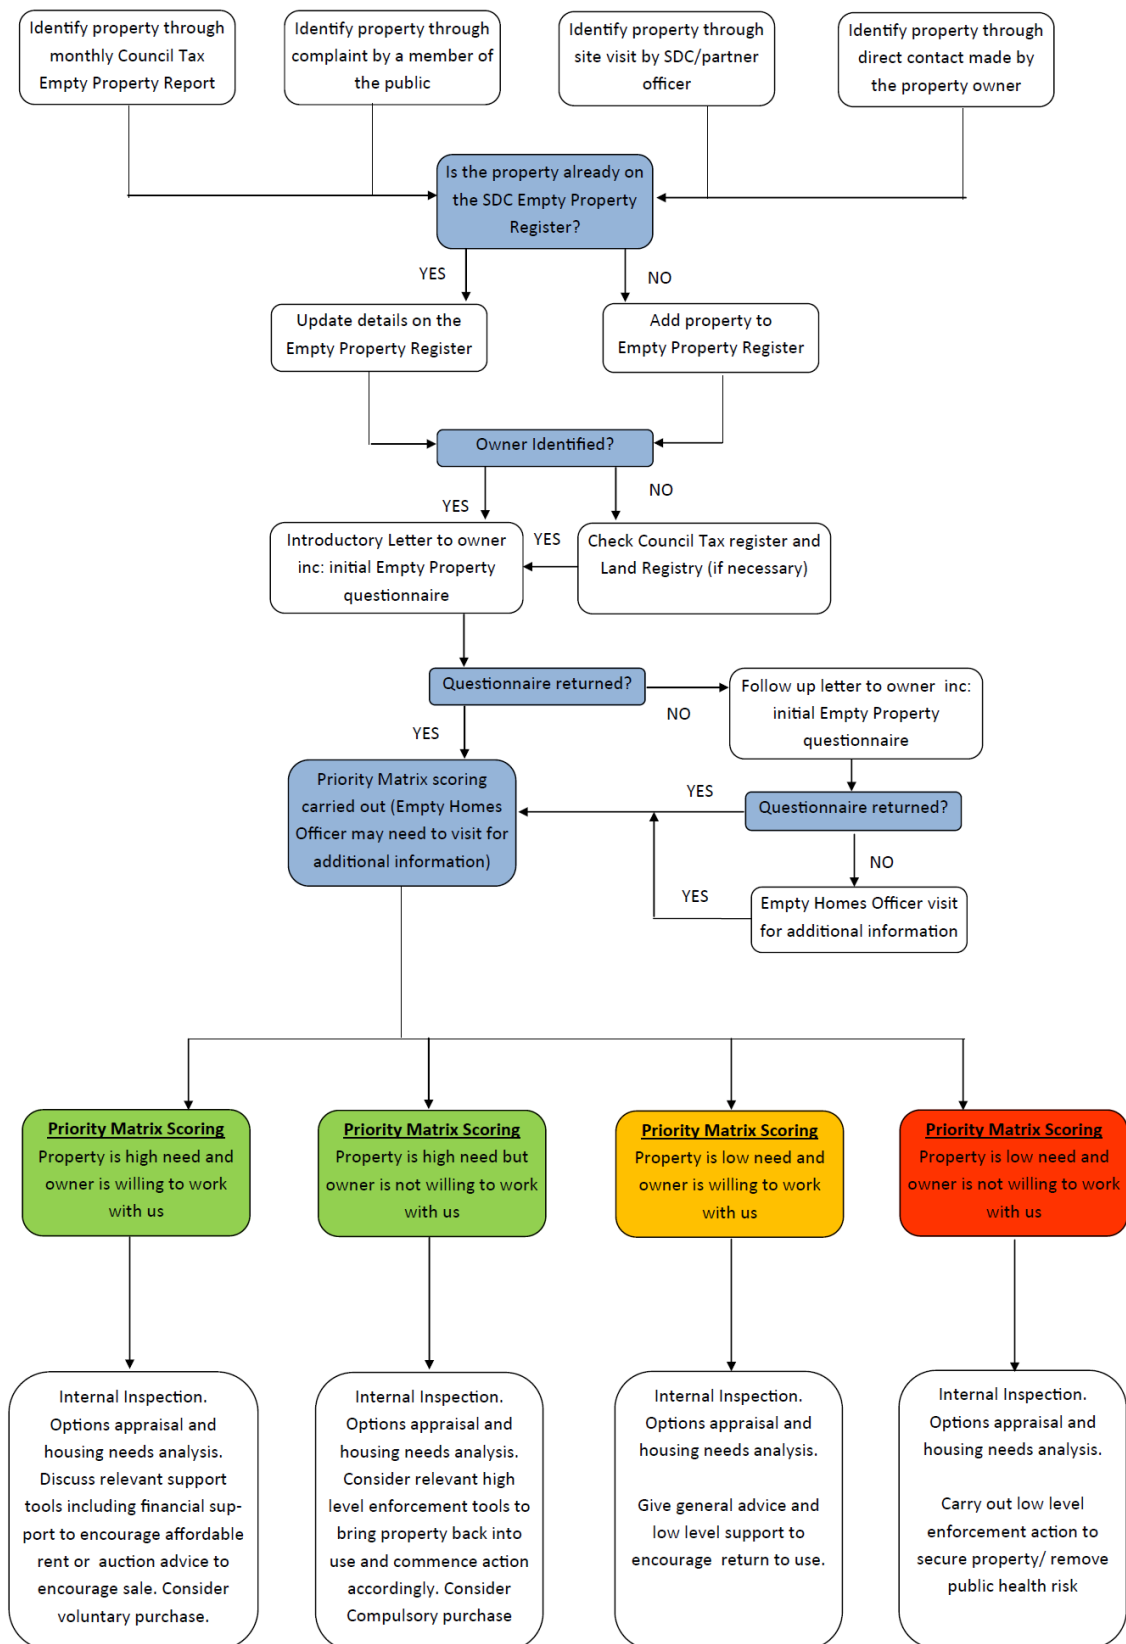 Identify property through
monthly Council Tax
Empty Property Report
Identify property through
complaint by a member of
the public
Identify property through
site visit by SDC/partner
officer
Identify property through
direct contact made by
the property owner
Is the property already on
the SDC Empty Property
Register?
YES
NO
Update details on the
Empty Property Register
Add property to
Empty Property Register
Owner Identified?
YES
NO
Introductory Letter to owner
inc: initial Empty Property
questionnaire
YES
Check Council Tax register and
Land Registry (if necessary)
Questionnaire returned?
NO
YES
Follow up letter to owner inc:
initial Empty Property
questionnaire
Priority Matrix scoring
carried out (Empty Homes
Officer may need to visit for
additional information)
YES
Questionnaire returned?
NO
YES
Empty Homes Officer visit
for additional information
Priority Matrix Scoring
Property is high need and
owner is willing to work
with us
Priority Matrix Scoring
Property is high need but
owner is not willing to work
with us
Priority Matrix Scoring
Property is low need and
owner is willing to work
with us
Priority Matrix Scoring
Property is low need and
owner is not willing to work
with us
Internal Inspection.
Options appraisal and
housing needs analysis.
Discuss relevant support
tools including financial sup-
port to encourage affordable
rent or auction advice to
encourage sale. Consider
voluntary purchase.
Internal Inspection.
Options appraisal and
housing needs analysis.
Consider relevant high
level enforcement tools to
bring property back into
use and commence action
accordingly. Consider
Compulsory purchase
Internal Inspection.
Options appraisal and
housing needs analysis.
Give general advice and
low level support to
encourage return to use.
Internal Inspection.
Options appraisal and
housing needs analysis.
Carry out low level
enforcement action to
secure property/ remove
public health risk